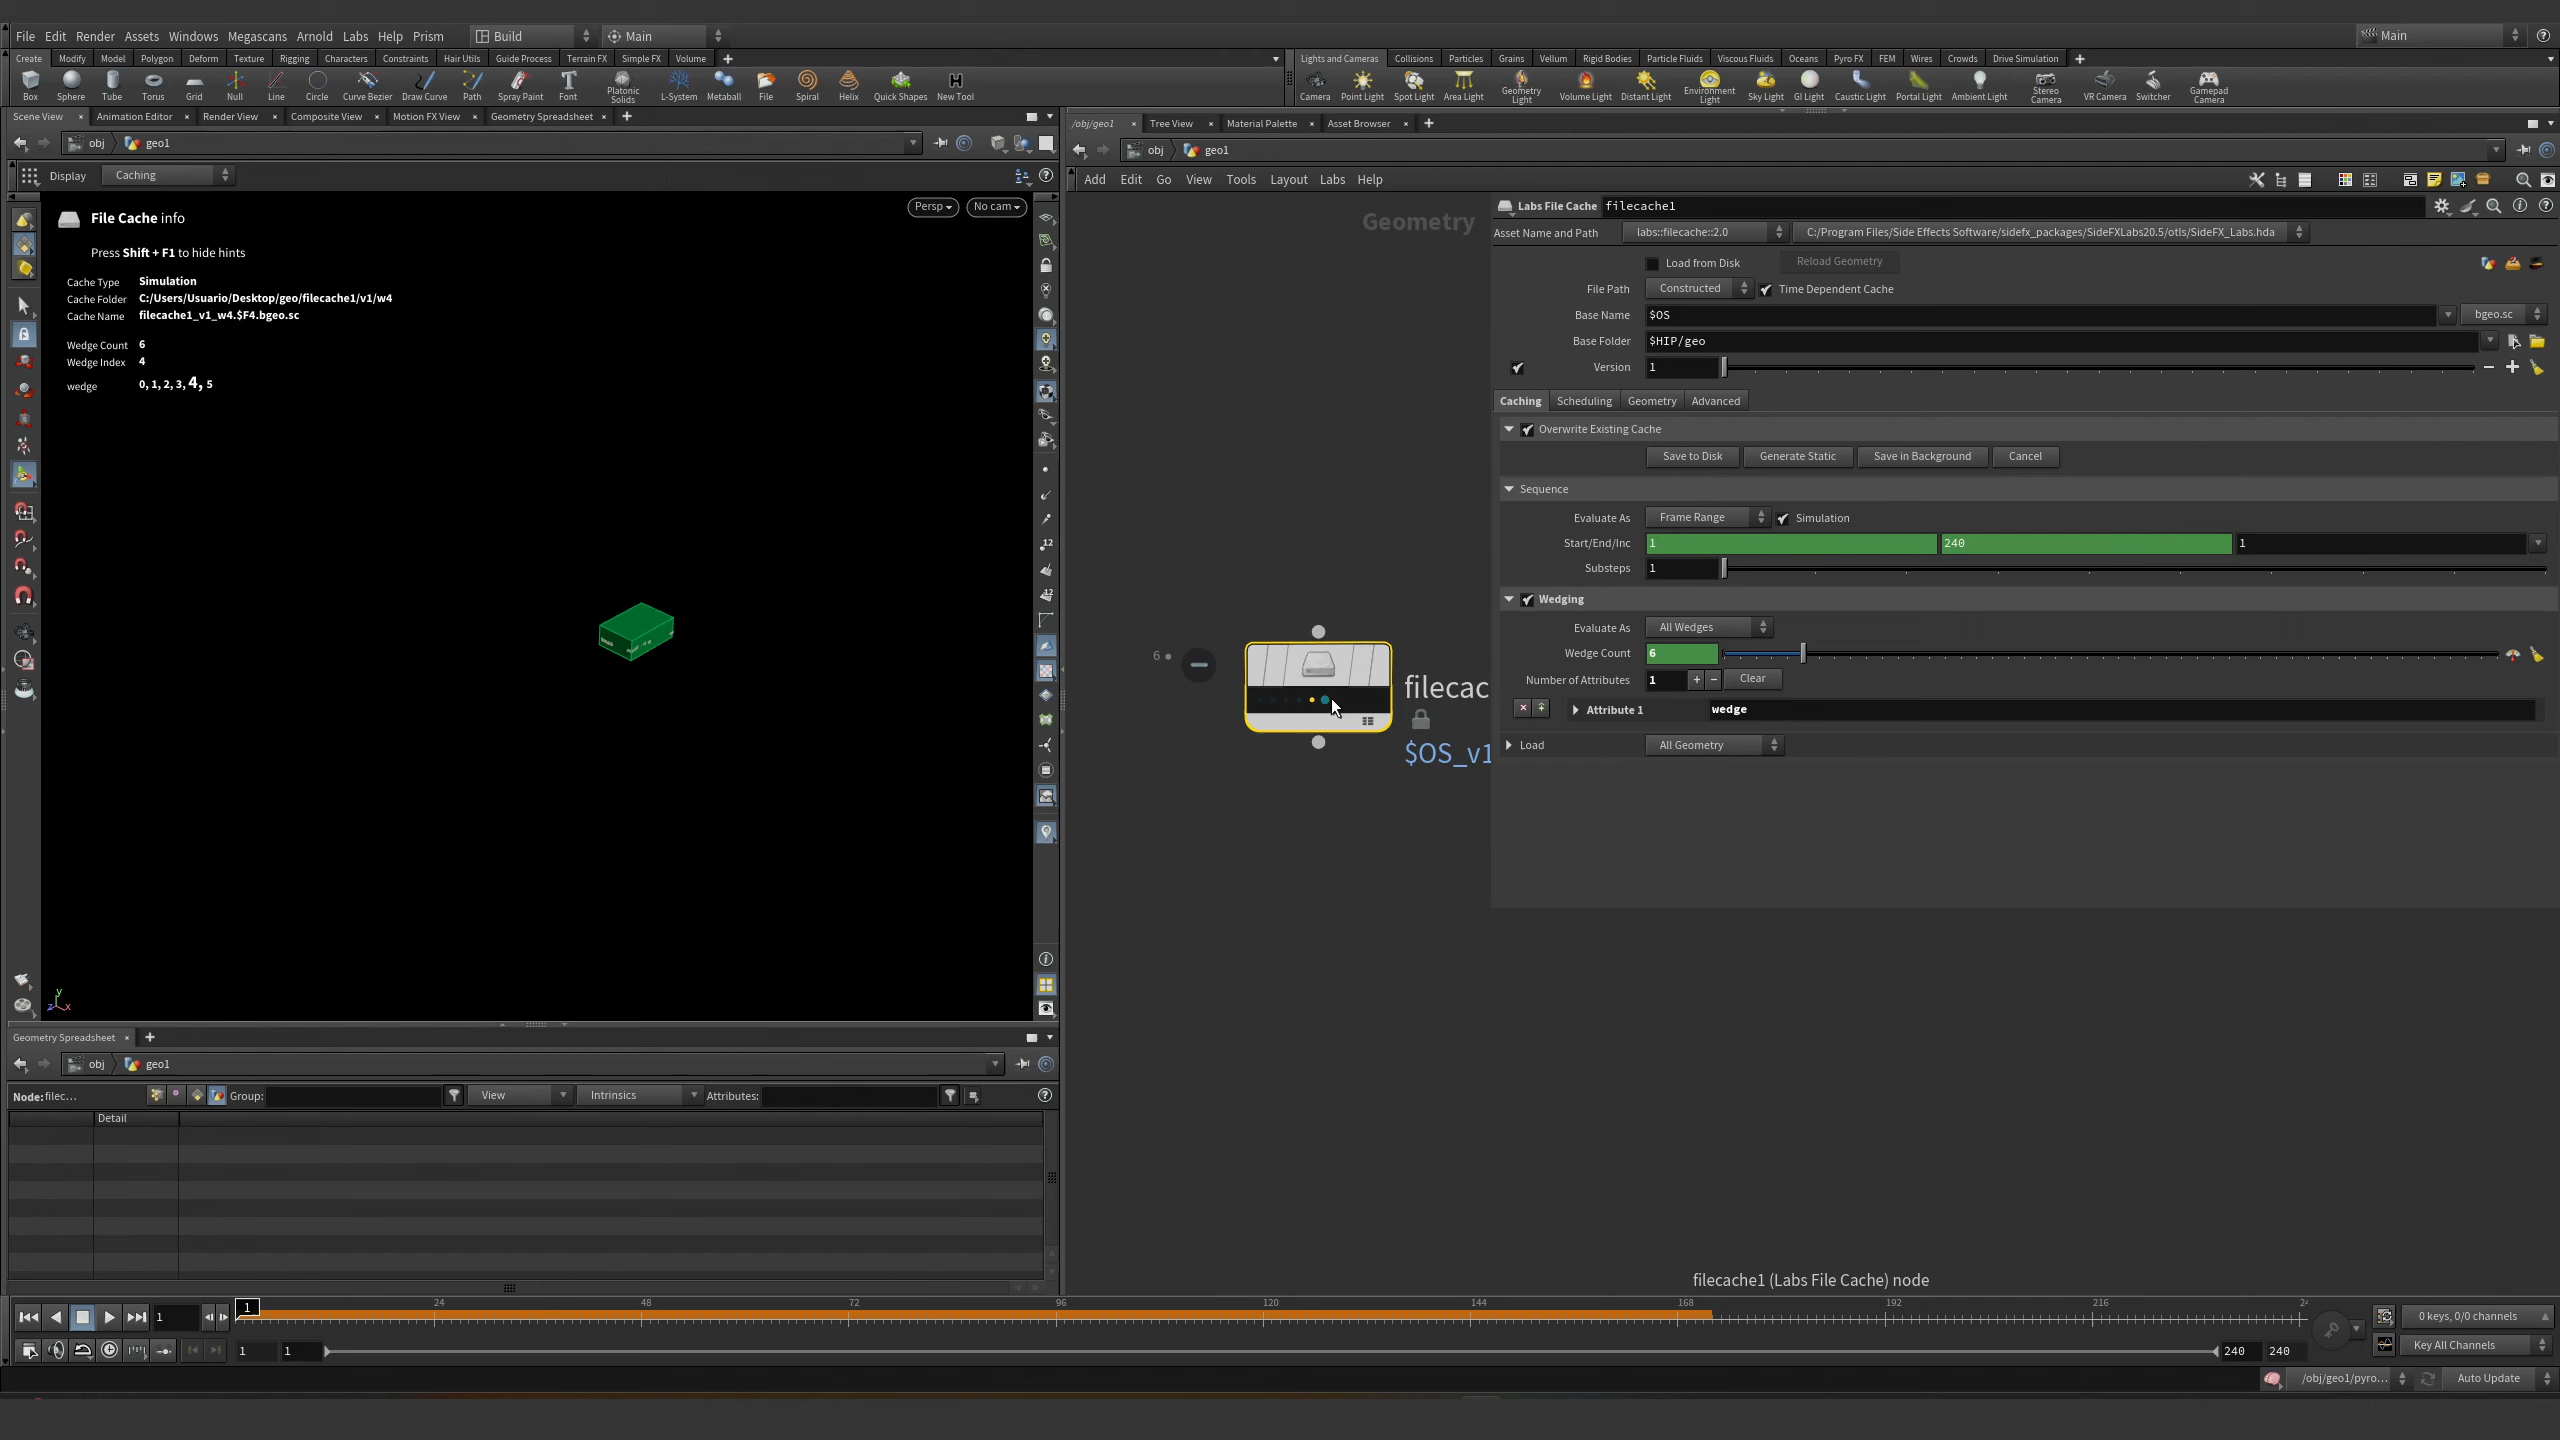 File Edit Render Assets Windows Megascans Arnold Labs Help Prism Build Main Main
Create Modify Model Polygon Deform Texture Rigging Characters Constraints Hair Utils Guide Process Terrain FX Simple FX Volume
Lights and Cameras Collisions Particles Grains Vellum Rigid Bodies Particle Fluids Viscous Fluids Oceans Pyro FX FEM Wires Crowds Drive Simulation
Box Sphere Tube Torus Grid Null Line Circle Curve Bezier Draw Curve Path Spray Paint Font Platonic Solids L-System Metaball File Spiral Helix Quick Shapes New Tool
Camera Point Light Spot Light Area Light Geometry Light Volume Light Distant Light Environment Light Sky Light GI Light Caustic Light Portal Light Ambient Light Stereo Camera VR Camera Switcher Gamepad Camera
Scene View Animation Editor Render View Composite View Motion FX View Geometry Spreadsheet
obj geo1
Display Caching
File Cache info
Persp No cam
Press Shift + F1 to hide hints
Cache Type Simulation
Cache Folder C:/Users/Usuario/Desktop/geo/filecache1/v1/w4
Cache Name filecache1_v1_w4.$F4.bgeo.sc
Wedge Count 6
Wedge Index 4
wedge 0, 1, 2, 3, 4, 5
12
12
y
z x
/obj/geo1 Tree View Material Palette Asset Browser
obj geo1
Add Edit Go View Tools Layout Labs Help
Geometry
6
filecac
$OS_v1
Labs File Cache filecache1
Asset Name and Path labs::filecache::2.0 C:/Program Files/Side Effects Software/sidefx_packages/SideFXLabs20.5/otls/SideFX_Labs.hda
Load from Disk Reload Geometry
File Path Constructed Time Dependent Cache
Base Name $OS bgeo.sc
Base Folder $HIP/geo
Version 1
Caching Scheduling Geometry Advanced
Overwrite Existing Cache
Save to Disk Generate Static Save in Background Cancel
Sequence
Evaluate As Frame Range Simulation
Start/End/Inc 1 240 1
Substeps 1
Wedging
Evaluate As All Wedges
Wedge Count 6
Number of Attributes 1 + − Clear
Attribute 1 wedge
Load All Geometry
filecache1 (Labs File Cache) node
Geometry Spreadsheet
obj geo1
Node: filec... Group: View Intrinsics Attributes:
Detail
1 1 24 48 72 96 120 144 168 192 216 24
0 keys, 0/0 channels
1 1 240 240
Key All Channels
/obj/geo1/pyro... Auto Update